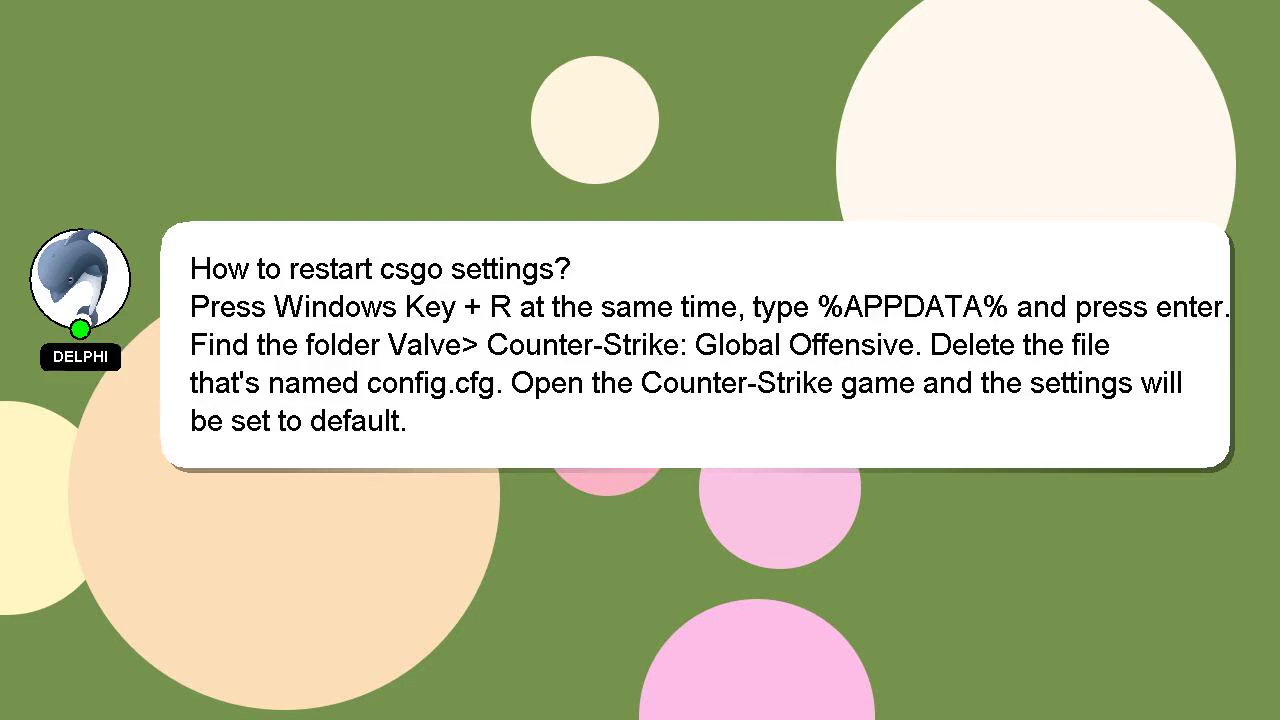 How to restart csgo settings?
Press Windows Key + R at the same time, type %APPDATA% and press enter.
Find the folder Valve> Counter-Strike: Global Offensive. Delete the file
that's named config.cfg. Open the Counter-Strike game and the settings will
be set to default.
DELPHI